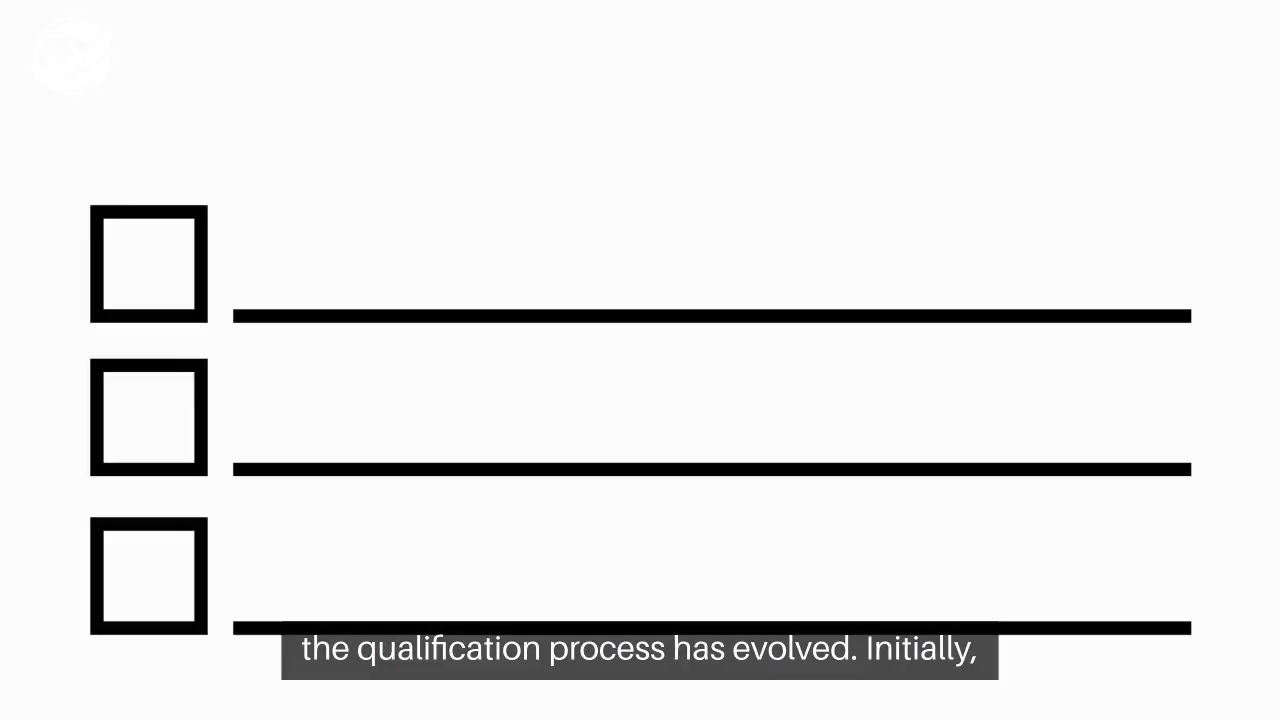 the qualification process has evolved. Initially,